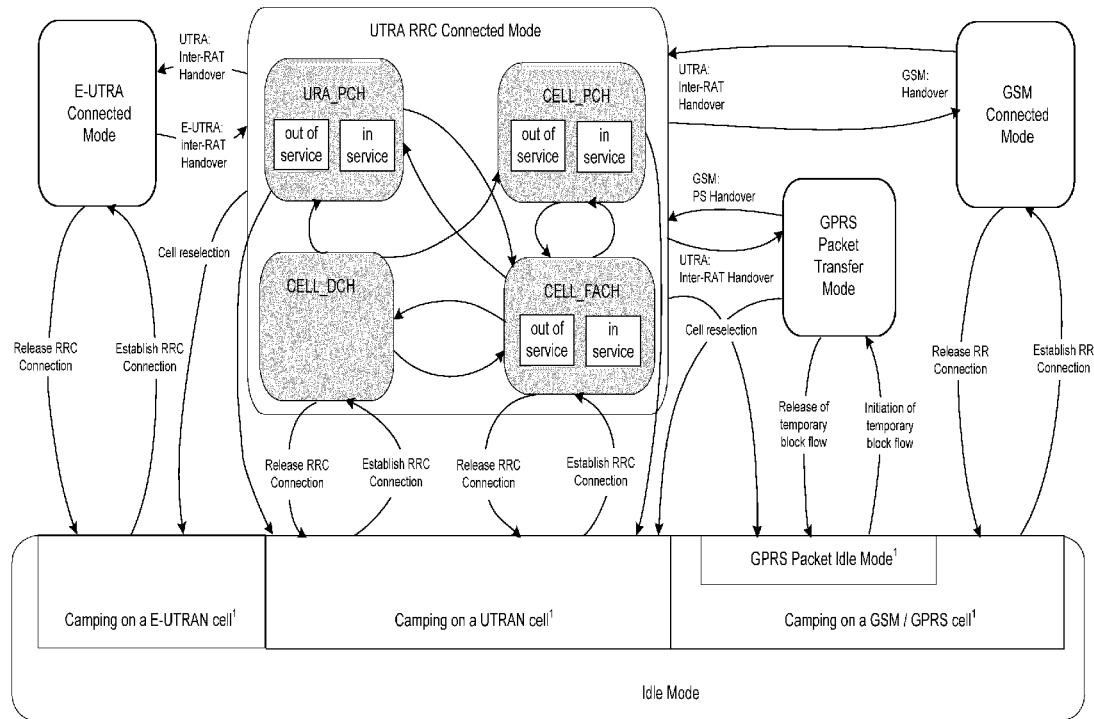 UTRA RRC Connected Mode
UTRA:
Inter-RAT
Handover
E-UTRA
Connected
Mode
E-UTRA:
inter-RAT
Handover
URA_PCH
out of
service
in
service
CELL_PCH
out of
service
in
service
UTRA:
Inter-RAT
Handover
GSM:
Handover
GSM
Connected
Mode
GSM:
PS Handover
GPRS
Packet
Transfer
Mode
UTRA:
Inter-RAT Handover
Cell reselection
CELL_DCH
CELL_FACH
out of
service
in
service
Cell reselection
Release RRC
Connection
Establish RRC
Connection
Release RR
Connection
Establish RR
Connection
Release of
temporary
block flow
Initiation of
temporary
block flow
Release RRC
Connection
Establish RRC
Connection
Release RRC
Connection
Establish RRC
Connection
GPRS Packet Idle Mode1
Camping on a E-UTRAN cell1
Camping on a UTRAN cell1
Camping on a GSM / GPRS cell1
Idle Mode